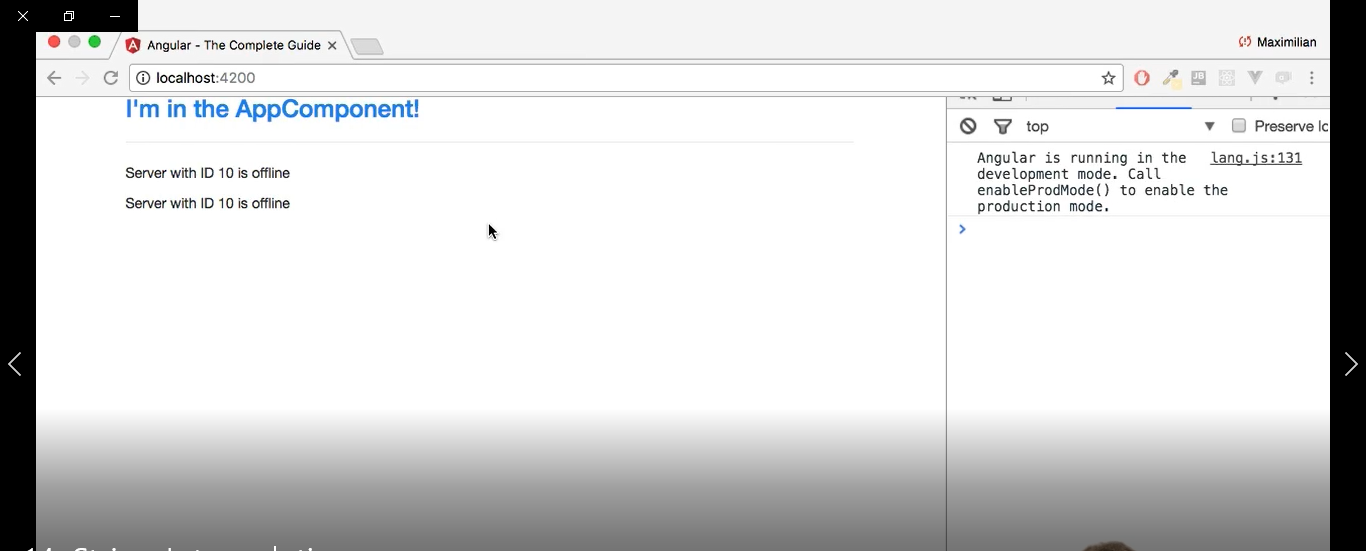 Angular - The Complete Guide
Maximilian
localhost:4200
I'm in the AppComponent!
top
Preserve lo
Server with ID 10 is offline
Server with ID 10 is offline
Angular is running in the lang.js:131
development mode. Call
enableProdMode() to enable the
production mode.